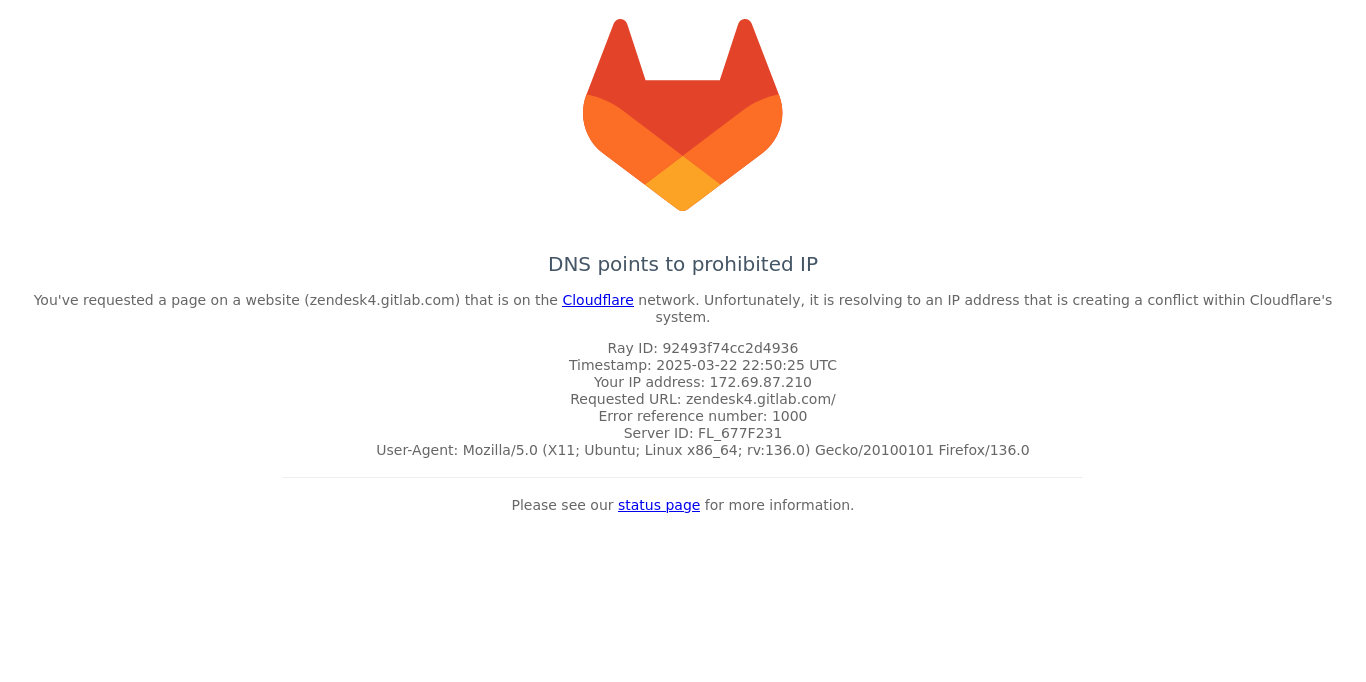 DNS points to prohibited IP
You've requested a page on a website (zendesk4.gitlab.com) that is on the Cloudflare network. Unfortunately, it is resolving to an IP address that is creating a conflict within Cloudflare's
system.
Ray ID: 92493f74cc2d4936
Timestamp: 2025-03-22 22:50:25 UTC
Your IP address: 172.69.87.210
Requested URL: zendesk4.gitlab.com/
Error reference number: 1000
Server ID: FL_677F231
User-Agent: Mozilla/5.0 (X11; Ubuntu; Linux x86_64; rv:136.0) Gecko/20100101 Firefox/136.0
Please see our status page for more information.